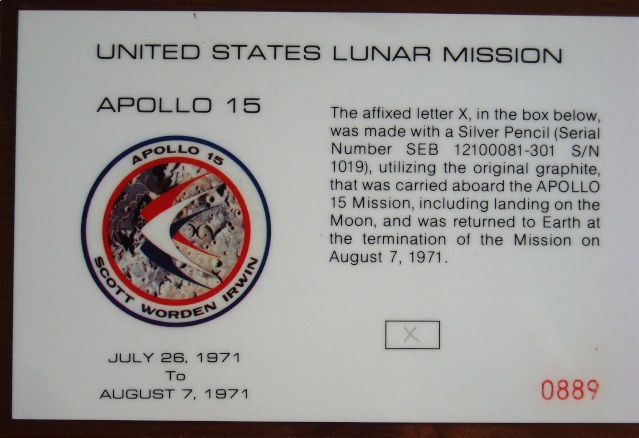 UNITED STATES LUNAR MISSION
APOLLO 15
The affixed letter X, in the box below,
was made with a Silver Pencil (Serial
Number SEB 12100081-301 S/N
1019), utilizing the original graphite,
that was carried aboard the APOLLO
15 Mission, including landing on the
Moon, and was returned to Earth at
the termination of the Mission on
August 7, 1971.
APOLLO 15
SCOTT WORDEN IRWIN
X
JULY 26, 1971
To
AUGUST 7, 1971
0889